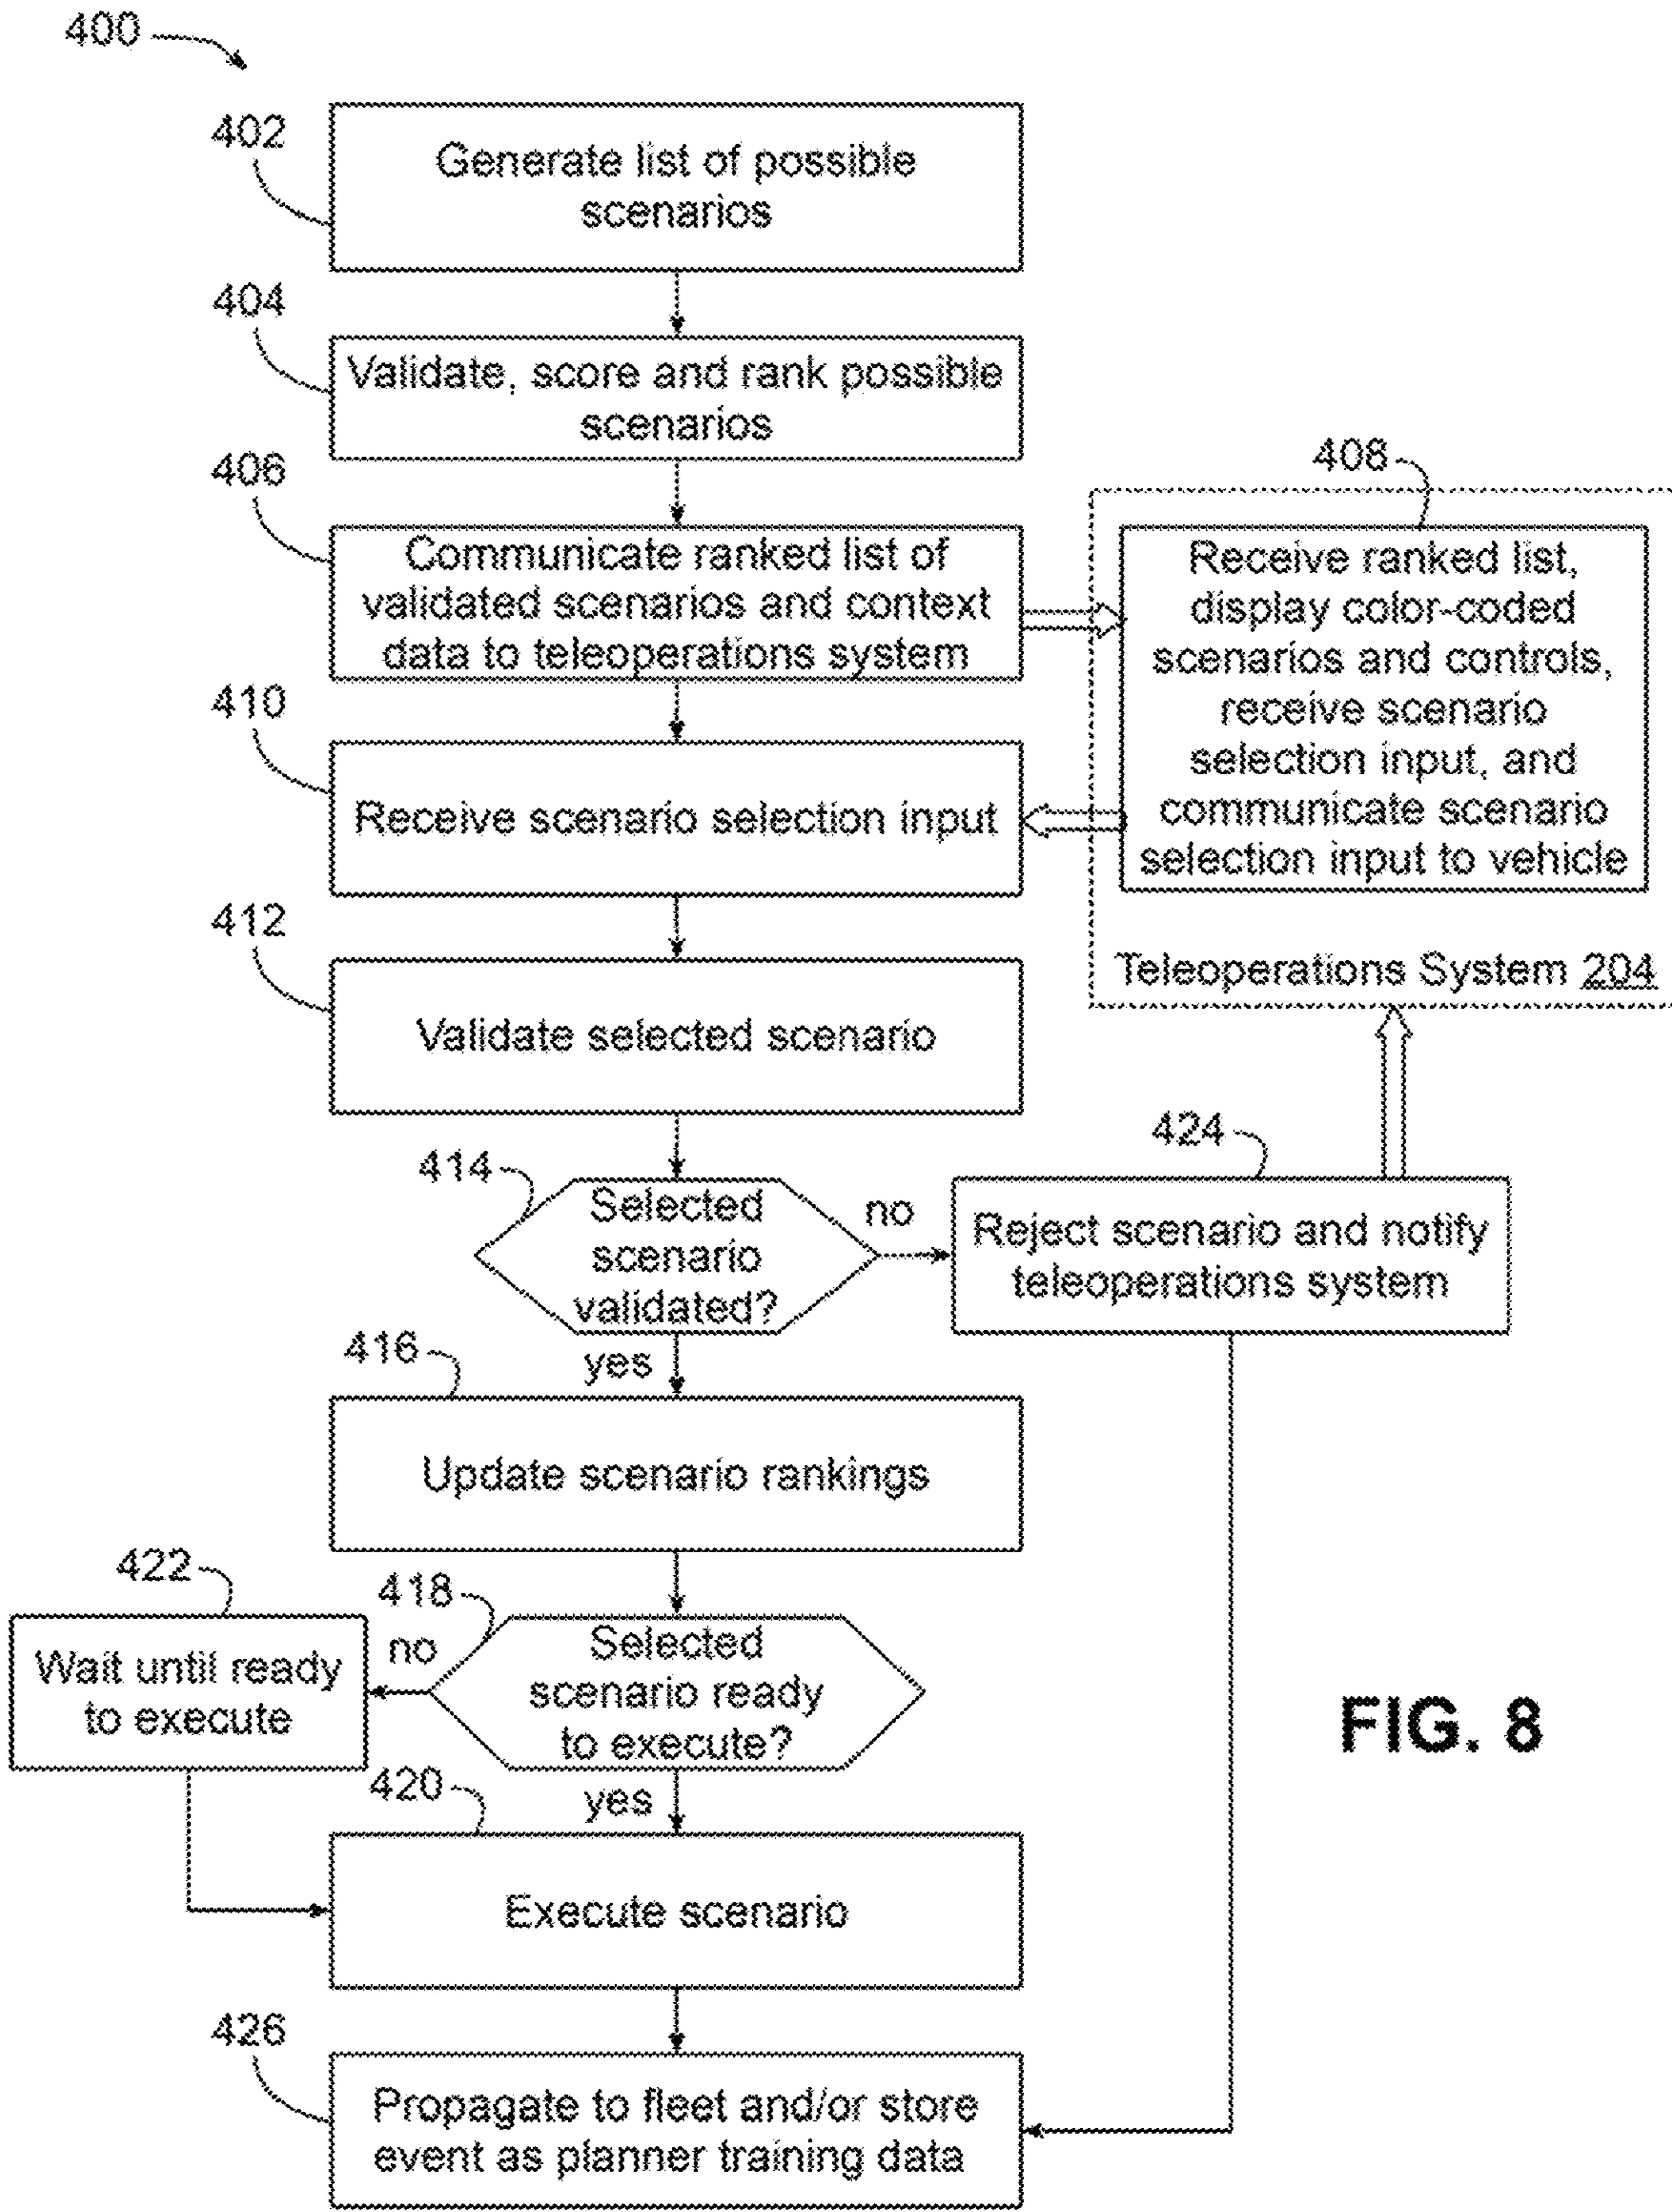 400
402
Generate list of possible
scenarios
404
Validate, score and rank possible
scenarios
406
Communicate ranked list of
validated scenarios and context
data to teleoperations system
408
Receive ranked list,
display color-coded
scenarios and controls,
receive scenario
selection input, and
communicate scenario
selection input to vehicle
Teleoperations System 204
410
Receive scenario selection input
412
Validate selected scenario
414
Selected
scenario
validated?
no
yes
424
Reject scenario and notify
teleoperations system
416
Update scenario rankings
418
Selected
scenario ready
to execute?
no
yes
422
Wait until ready
to execute
420
Execute scenario
426
Propagate to fleet and/or store
event as planner training data
FIG. 8